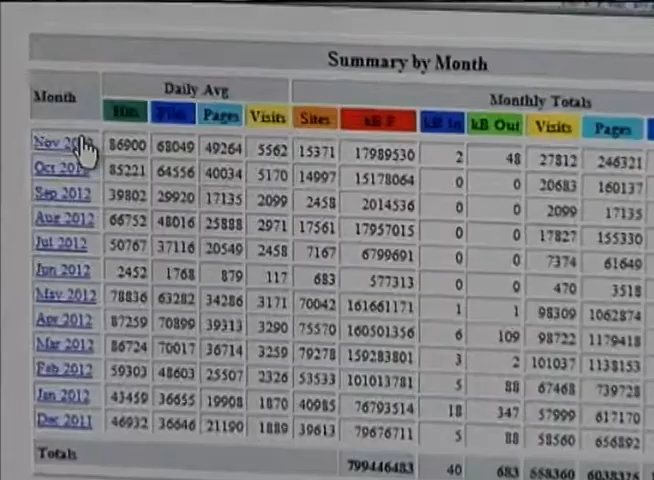 Summary by Month
Month Daily Avg Monthly Totals
Hits Files Pages Visits Sites kB F kB In kB Out Visits Pages
Nov 86900 68049 49264 5562 15371 17989530 2 48 27812 246321
Oct 2012 85221 64556 40034 5170 14997 15178064 0 0 20683 160137
Sep 2012 39802 29920 17135 2099 2458 2014536 0 0 2099 17135
Aug 2012 66752 48016 25888 2971 17561 17957015 0 0 17827 155330
Jul 2012 50767 37116 20549 2458 7167 6799691 0 0 7374 61649
Jun 2012 2452 1768 879 117 683 577313 0 0 470 3518
May 2012 78836 63282 34286 3171 70042 161661171 1 1 98309 1062874
Apr 2012 87259 70899 39313 3290 75570 160501356 6 109 98722 1179418
Mar 2012 86724 70017 36714 3259 79278 159283801 3 2 101037 1138153
Feb 2012 59303 48603 25507 2326 53533 101013781 5 88 67468 739728
Jan 2012 43459 36655 19908 1870 40985 76793514 18 347 57999 617170
Dec 2011 46932 36646 21190 1889 39613 79676711 5 88 58560 656892
Totals 799446483 40 683 558360